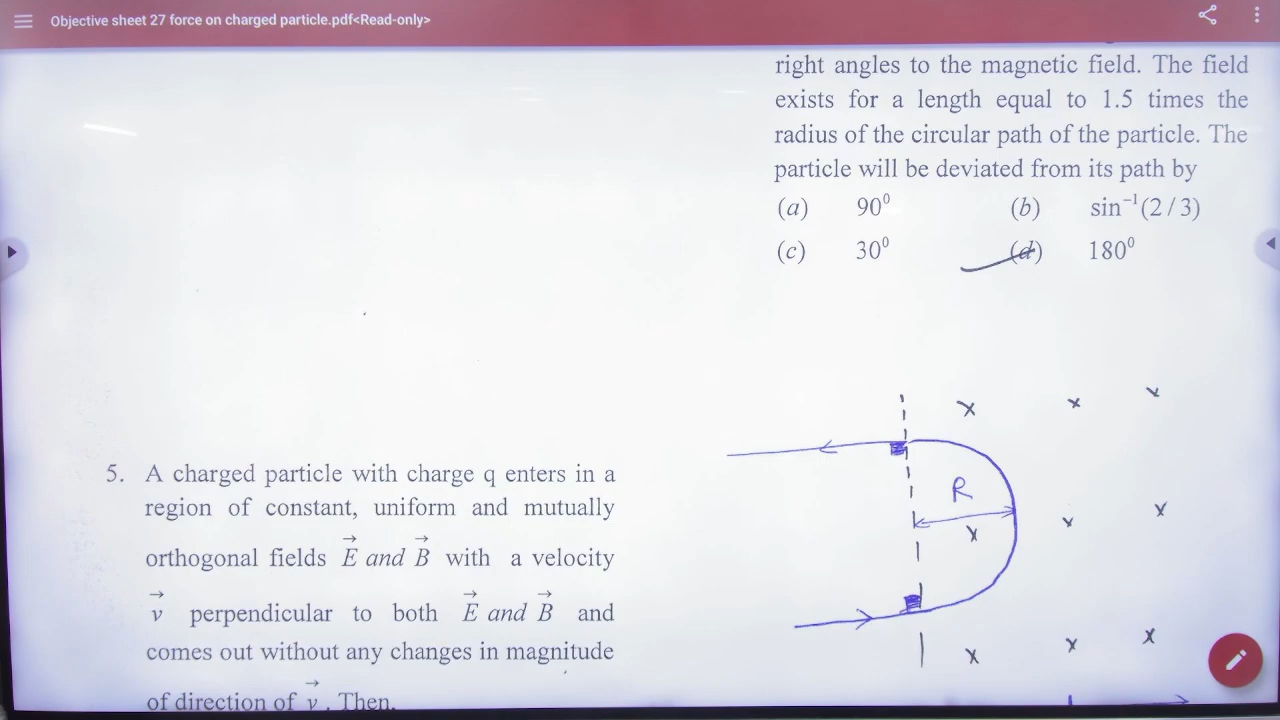 Objective sheet 27 force on charged particle.pdf<Read-only>
right angles to the magnetic field. The field
exists for a length equal to 1.5 times the
radius of the circular path of the particle. The
particle will be deviated from its path by
(a) 90⁰ (b) sin⁻¹(2/3)
(c) 30⁰ (d) 180⁰
R
5. A charged particle with charge q enters in a
region of constant, uniform and mutually
orthogonal fields E⃗ and B⃗ with a velocity
v⃗ perpendicular to both E⃗ and B⃗ and
comes out without any changes in magnitude
of direction of v⃗. Then,